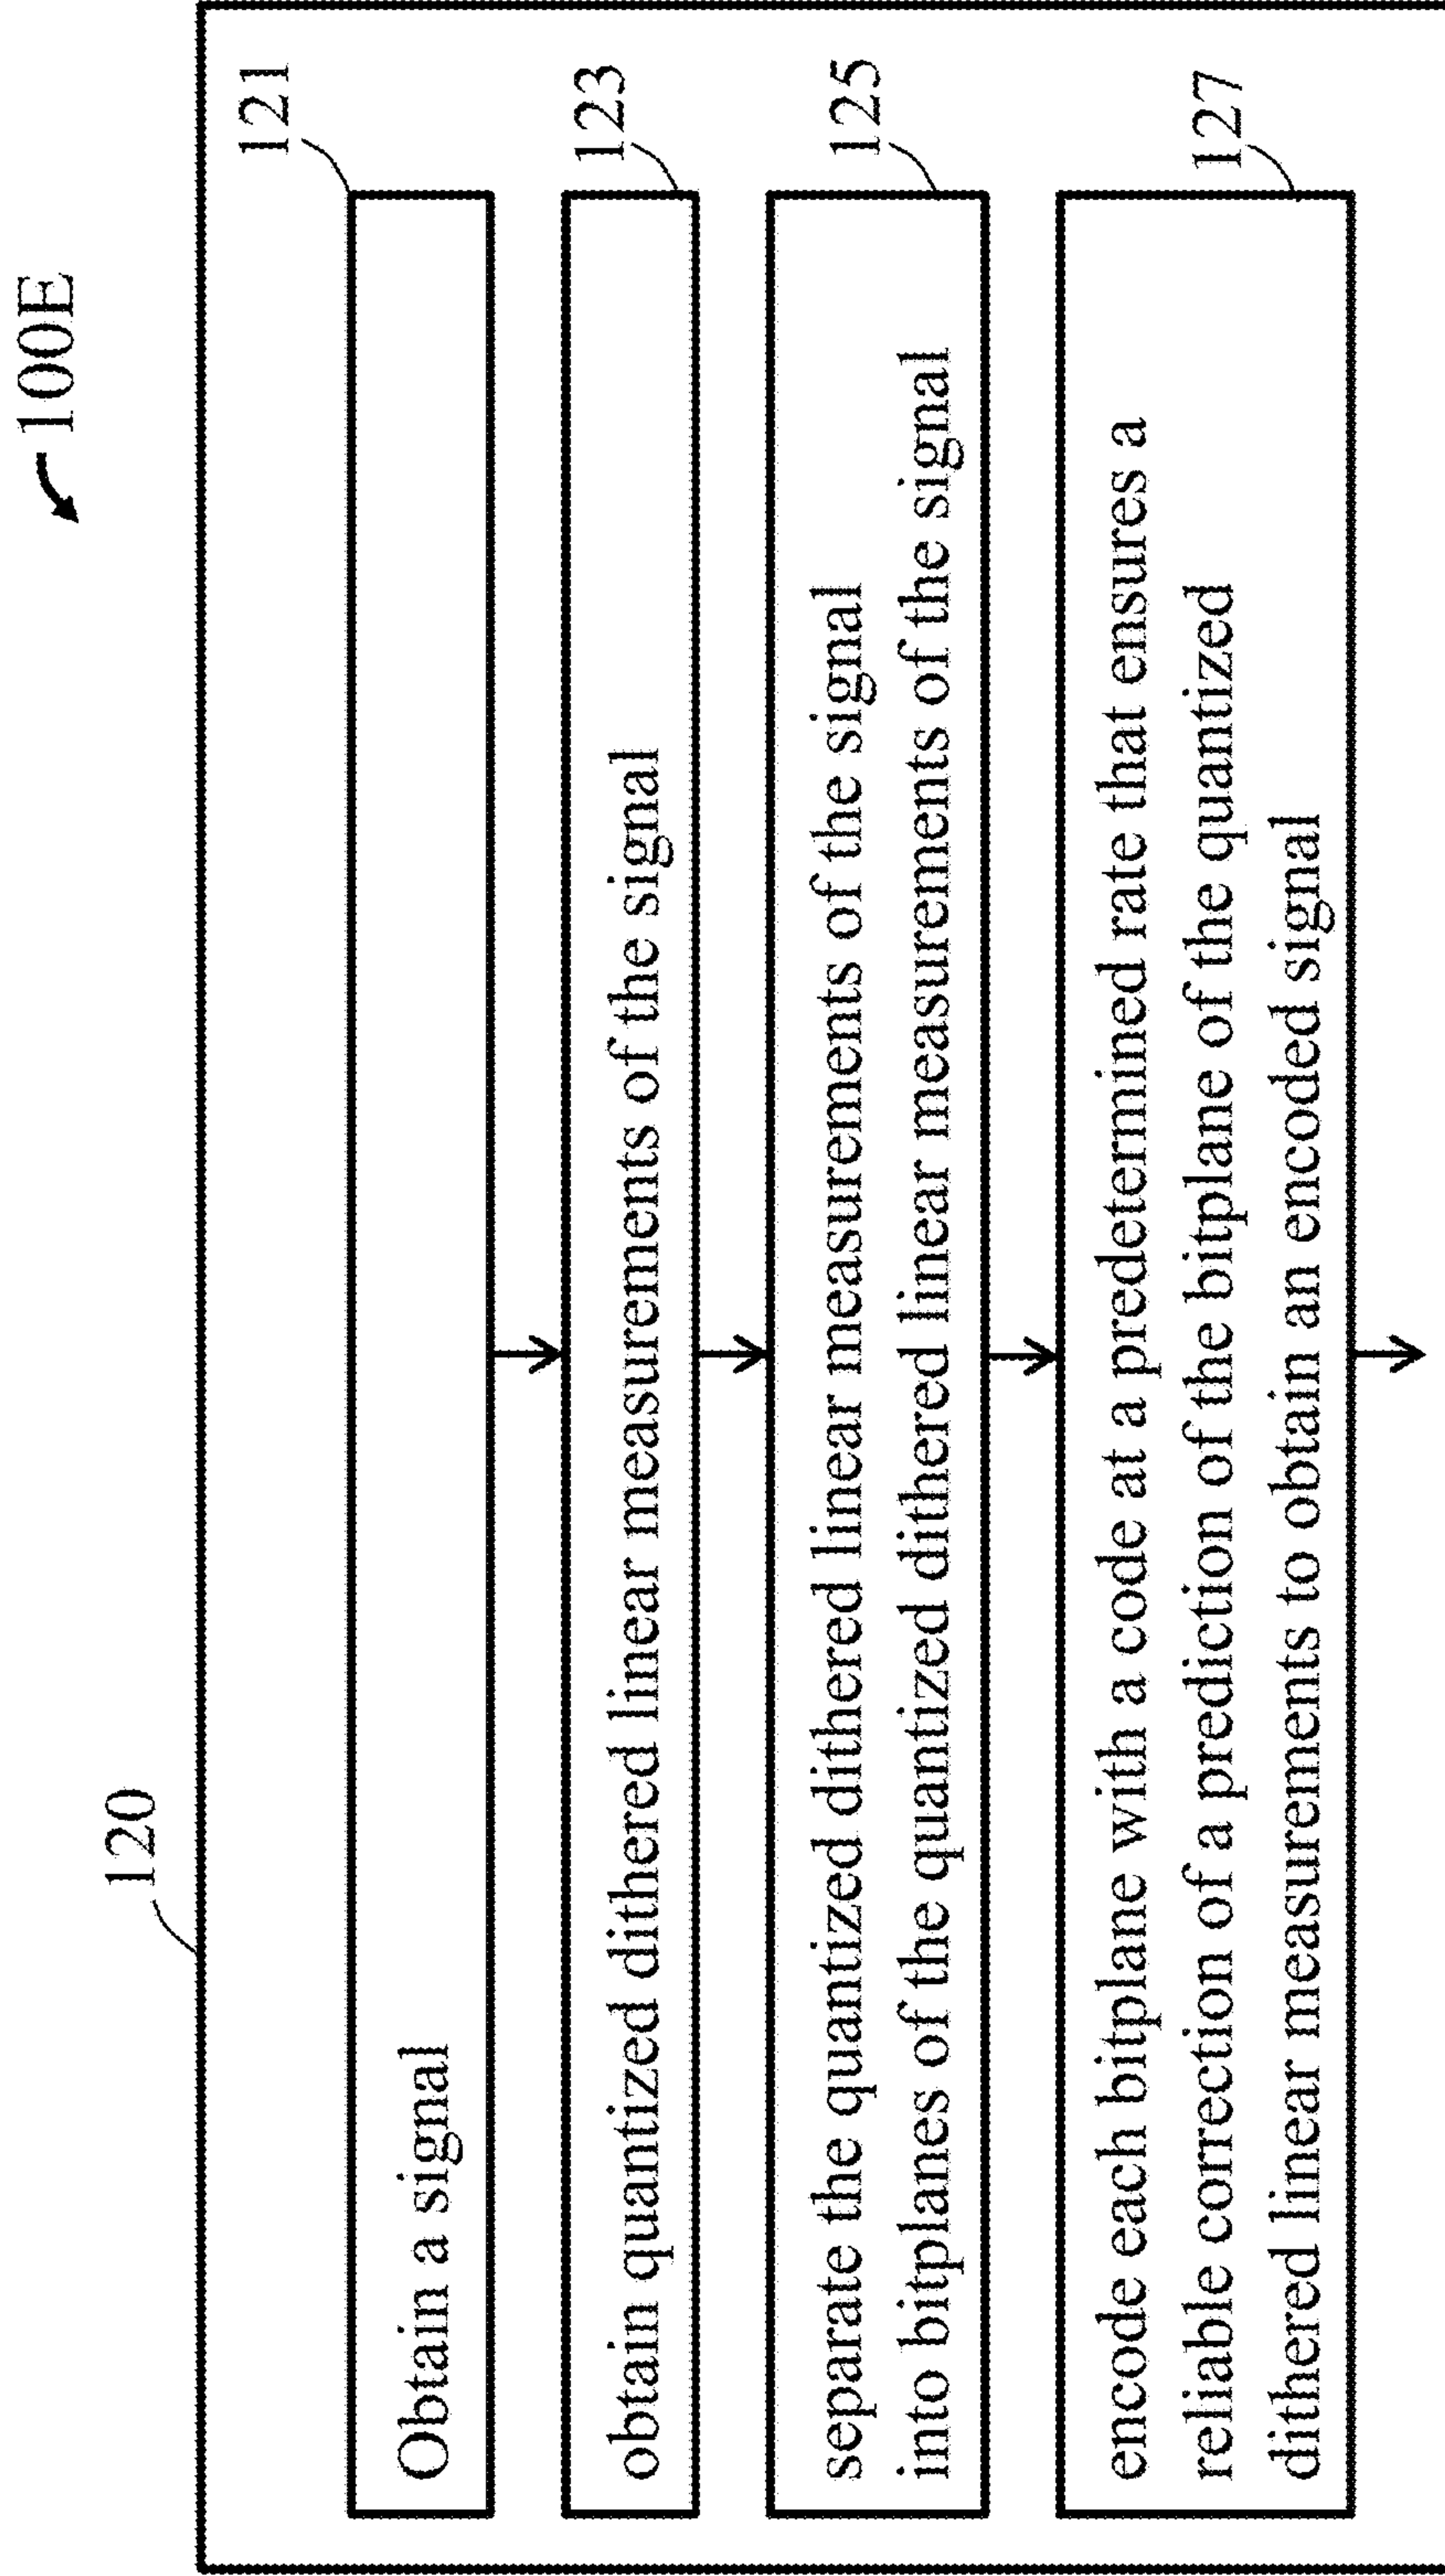 100E
120
121
Obtain a signal
123
obtain quantized dithered linear measurements of the signal
125
separate the quantized dithered linear measurements of the signal
into bitplanes of the quantized dithered linear measurements of the signal
127
encode each bitplane with a code at a predetermined rate that ensures a
reliable correction of a prediction of the bitplane of the quantized
dithered linear measurements to obtain an encoded signal